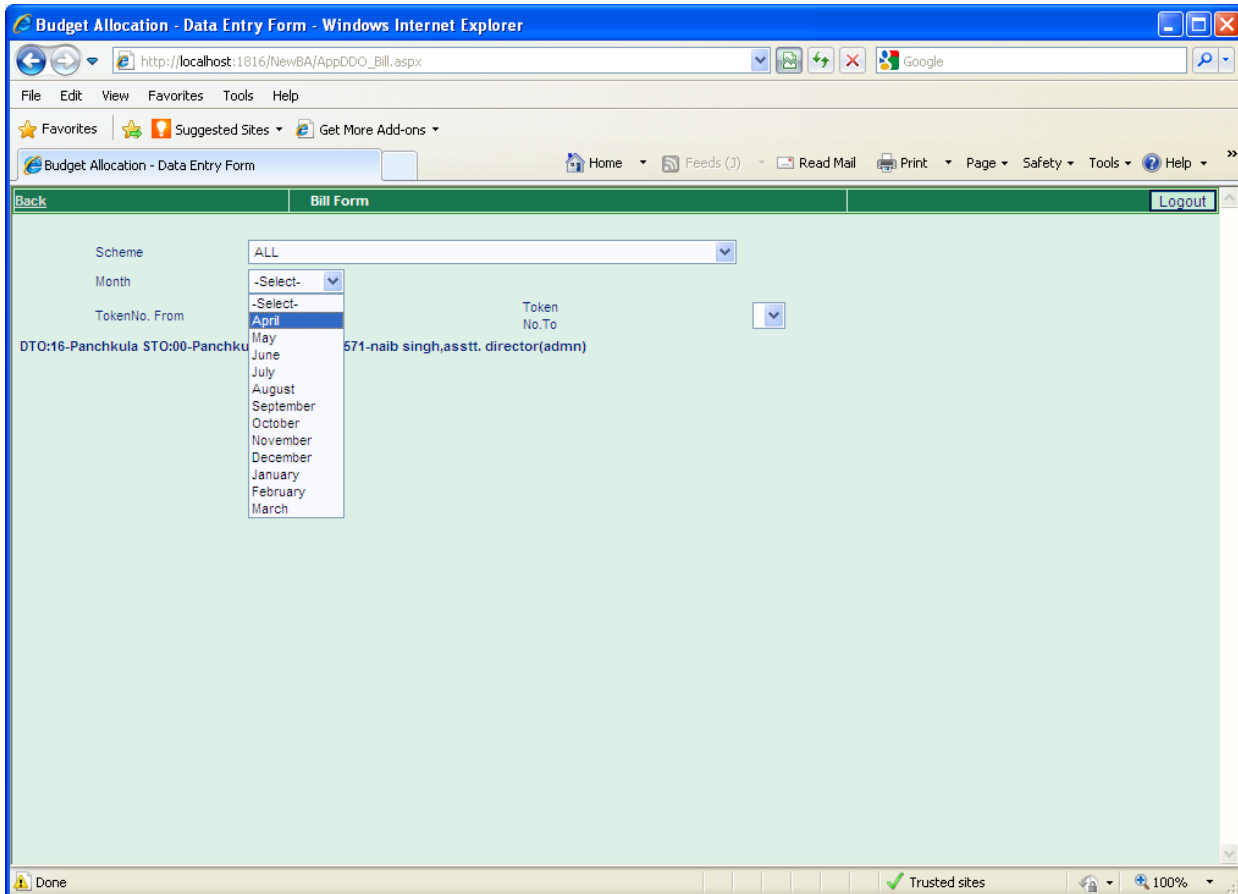 Budget Allocation - Data Entry Form - Windows Internet Explorer
http://localhost:1816/NewBA/AppDDO_Bill.aspx
Google
File Edit View Favorites Tools Help
Favorites Suggested Sites Get More Add-ons
Budget Allocation - Data Entry Form Home Feeds (J) Read Mail Print Page Safety Tools Help »
Back Bill Form Logout
Scheme ALL
Month -Select-
TokenNo. From Token No.To
-Select-
April
DTO:16-Panchkula STO:00-Panchku 571-naib singh,asstt. director(admn)
May
June
July
August
September
October
November
December
January
February
March
Done Trusted sites 100%